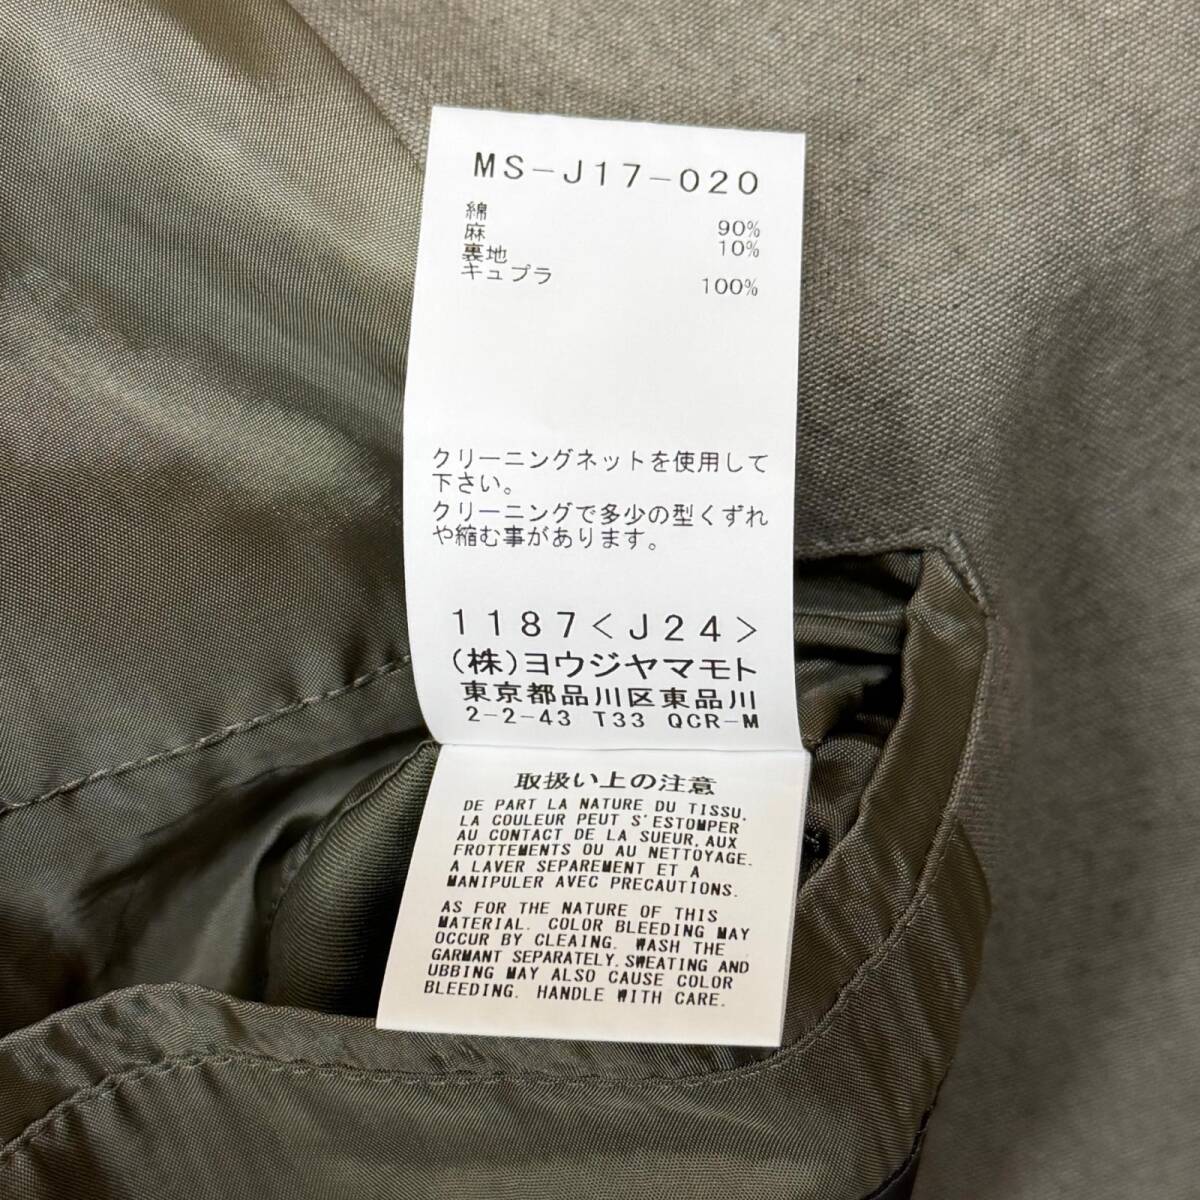 MS-J17-020
綿 90%
麻 10%
裏地
キュプラ 100%
クリーニングネットを使用して
下さい。
クリーニングで多少の型くずれ
や縮む事があります。
1187<J24>
(株)ヨウジヤマモト
東京都品川区東品川
2-2-43 T33 QCR-M
取扱い上の注意
DE PART LA NATURE DU TISSU,
LA COULEUR PEUT S'ESTOMPER
AU CONTACT DE LA SUEUR, AUX
FROTTEMENTS OU AU NETTOYAGE.
A LAVER SEPAREMENT ET A
MANIPULER AVEC PRECAUTIONS.
AS FOR THE NATURE OF THIS
MATERIAL. COLOR BLEEDING MAY
OCCUR BY CLEAING. WASH THE
GARMANT SEPARATELY. SWEATING AND
UBBING MAY ALSO CAUSE COLOR
BLEEDING. HANDLE WITH CARE.